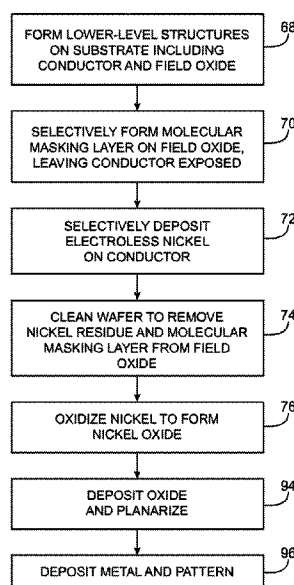 FORM LOWER-LEVEL STRUCTURES
ON SUBSTRATE INCLUDING
CONDUCTOR AND FIELD OXIDE
68
SELECTIVELY FORM MOLECULAR
MASKING LAYER ON FIELD OXIDE,
LEAVING CONDUCTOR EXPOSED
70
SELECTIVELY DEPOSIT
ELECTROLESS NICKEL
ON CONDUCTOR
72
CLEAN WAFER TO REMOVE
NICKEL RESIDUE AND MOLECULAR
MASKING LAYER FROM FIELD
OXIDE
74
OXIDIZE NICKEL TO FORM
NICKEL OXIDE
76
DEPOSIT OXIDE
AND PLANARIZE
94
DEPOSIT METAL AND PATTERN
96